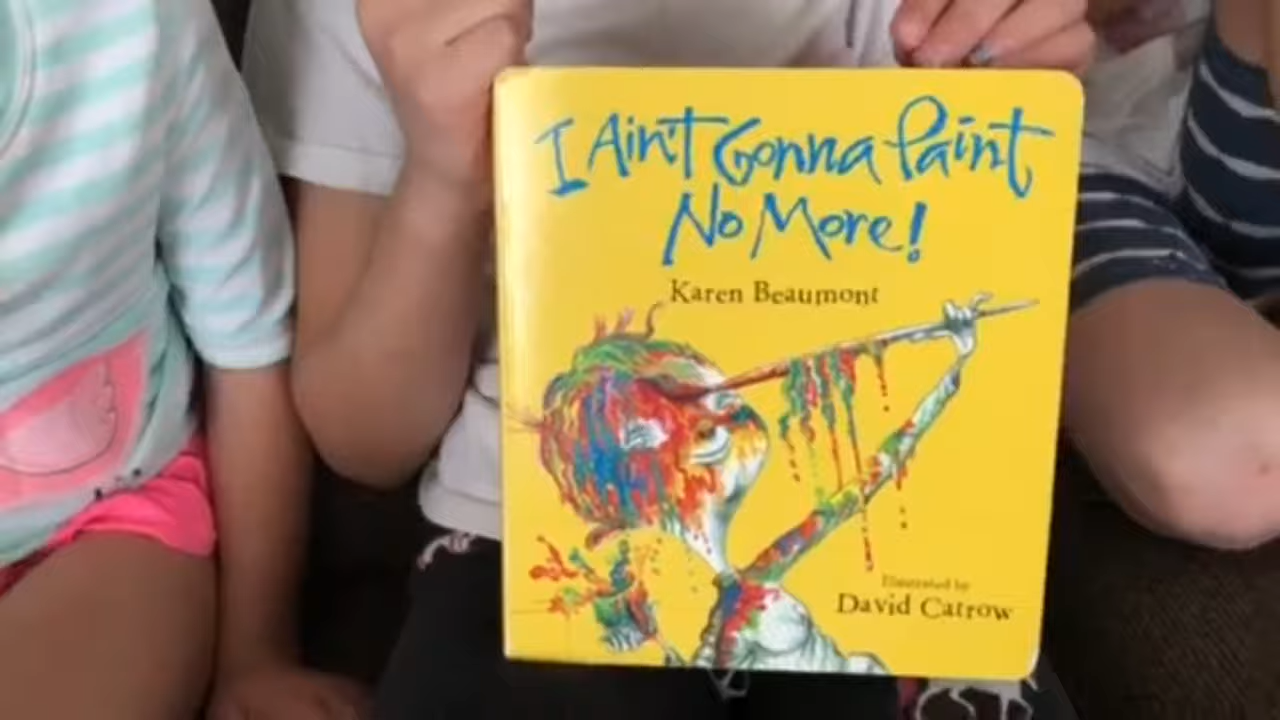 I Ain't Gonna Paint
No More!
Karen Beaumont
Illustrated by
David Catrow